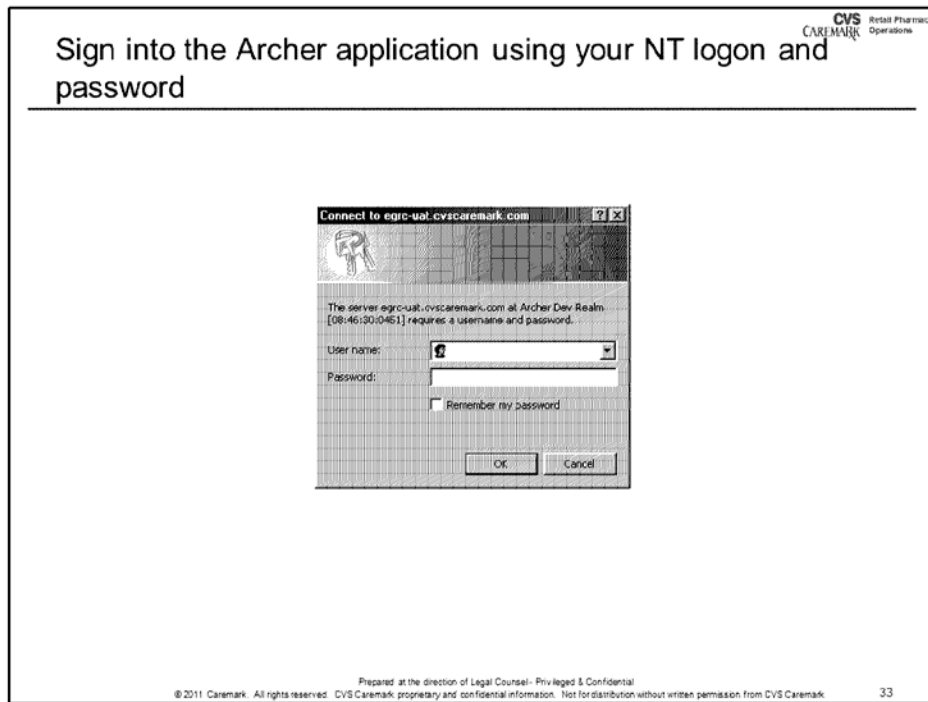 CVS
CAREMARK
Retail Pharmac
Operations
Sign into the Archer application using your NT logon and
password
Connect to egrc-uat.cvscaremark.com
The server egrc-uat.cvscaremark.com at Archer Dev Realm
[08:46:30:0461] requires a username and password.
User name:
Password:
Remember my password
OK
Cancel
Prepared at the direction of Legal Counsel - Privileged & Confidential
© 2011 Caremark. All rights reserved. CVS Caremark proprietary and confidential information. Not for distribution without written permission from CVS Caremark
33